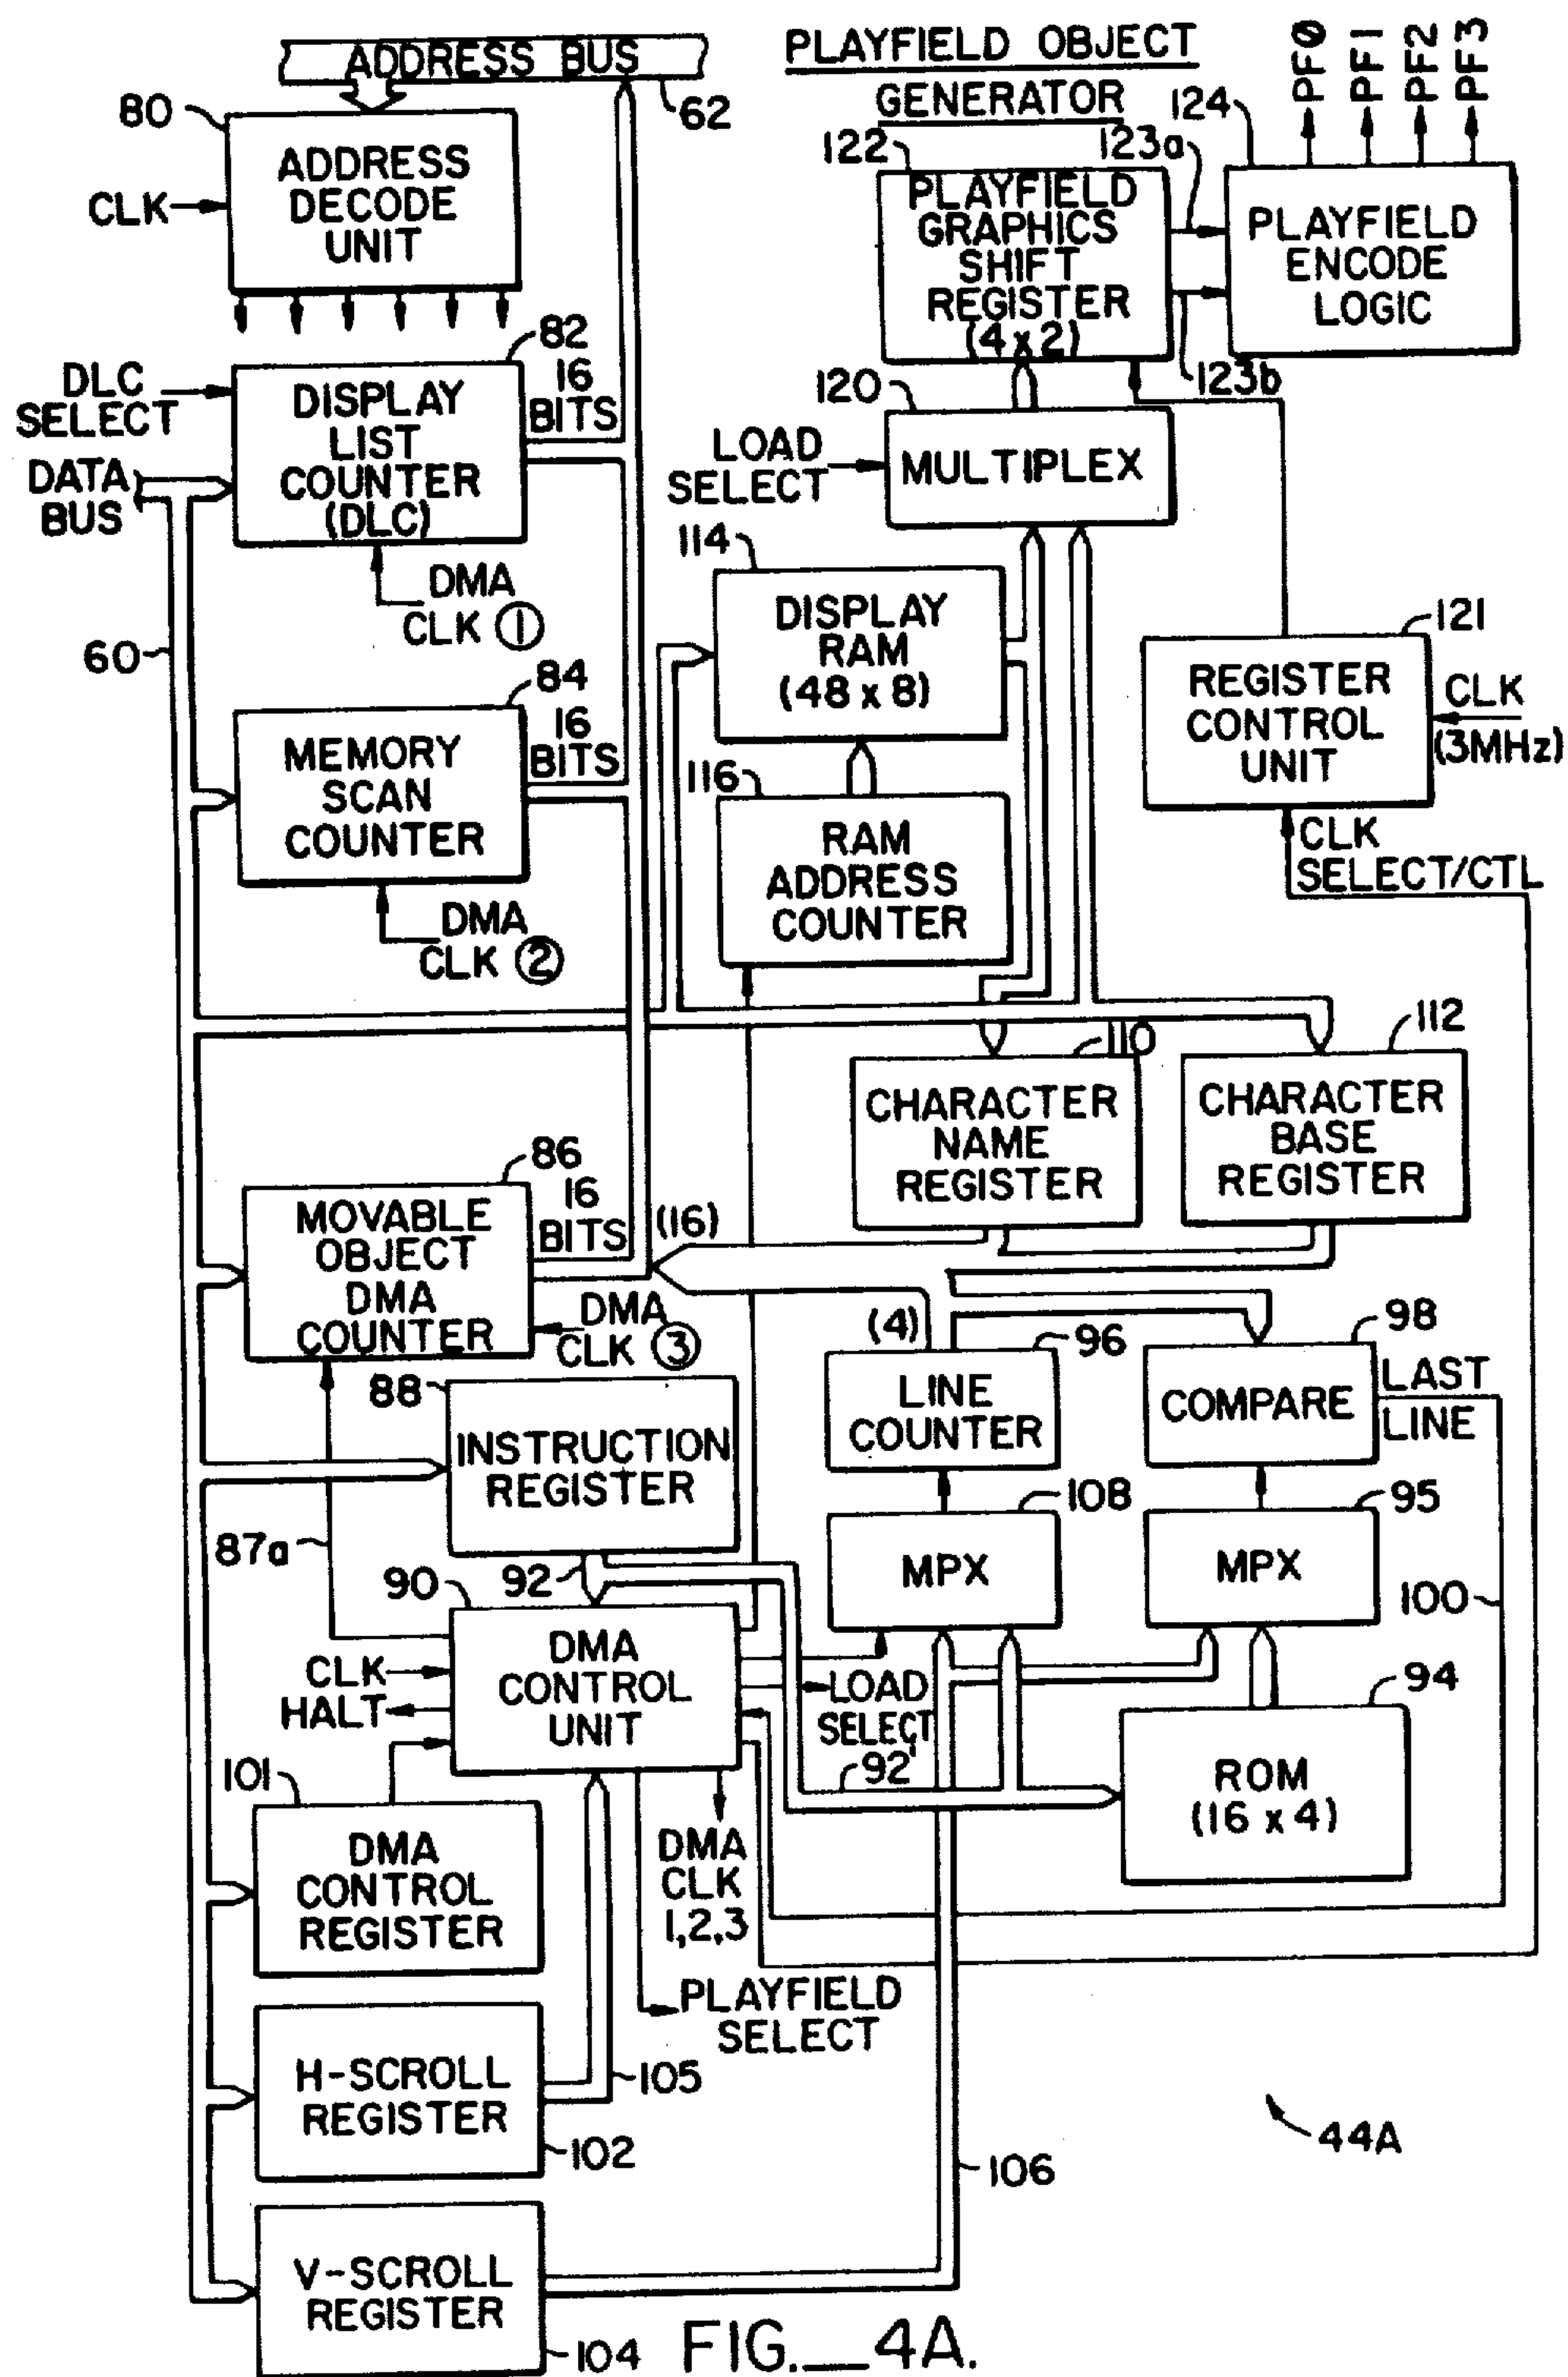 ADDRESS BUS
62
PLAYFIELD OBJECT
GENERATOR
PF0
PF1
PF2
PF3
80
CLK
ADDRESS
DECODE
UNIT
122
123a
124
PLAYFIELD
GRAPHICS
SHIFT
REGISTER
(4 x 2)
PLAYFIELD
ENCODE
LOGIC
123b
82
DLC
SELECT
DATA
BUS
DISPLAY
LIST
COUNTER
(DLC)
16
BITS
DMA
CLK 1
120
LOAD
SELECT
MULTIPLEX
114
DISPLAY
RAM
(48 x 8)
121
REGISTER
CONTROL
UNIT
CLK
(3MHz)
CLK
SELECT/CTL
60
84
MEMORY
SCAN
COUNTER
16
BITS
DMA
CLK 2
116
RAM
ADDRESS
COUNTER
110
CHARACTER
NAME
REGISTER
112
CHARACTER
BASE
REGISTER
86
MOVABLE
OBJECT
DMA
COUNTER
16
BITS
(16)
DMA
CLK 3
(4)
96
LINE
COUNTER
98
COMPARE
LAST
LINE
88
INSTRUCTION
REGISTER
87a
108
MPX
95
MPX
100
90
92
DMA
CONTROL
UNIT
CLK
HALT
LOAD
SELECT
92'
94
ROM
(16 x 4)
101
DMA
CONTROL
REGISTER
DMA
CLK
1,2,3
PLAYFIELD
SELECT
H-SCROLL
REGISTER
102
105
106
44A
V-SCROLL
REGISTER
104
FIG.__4A.